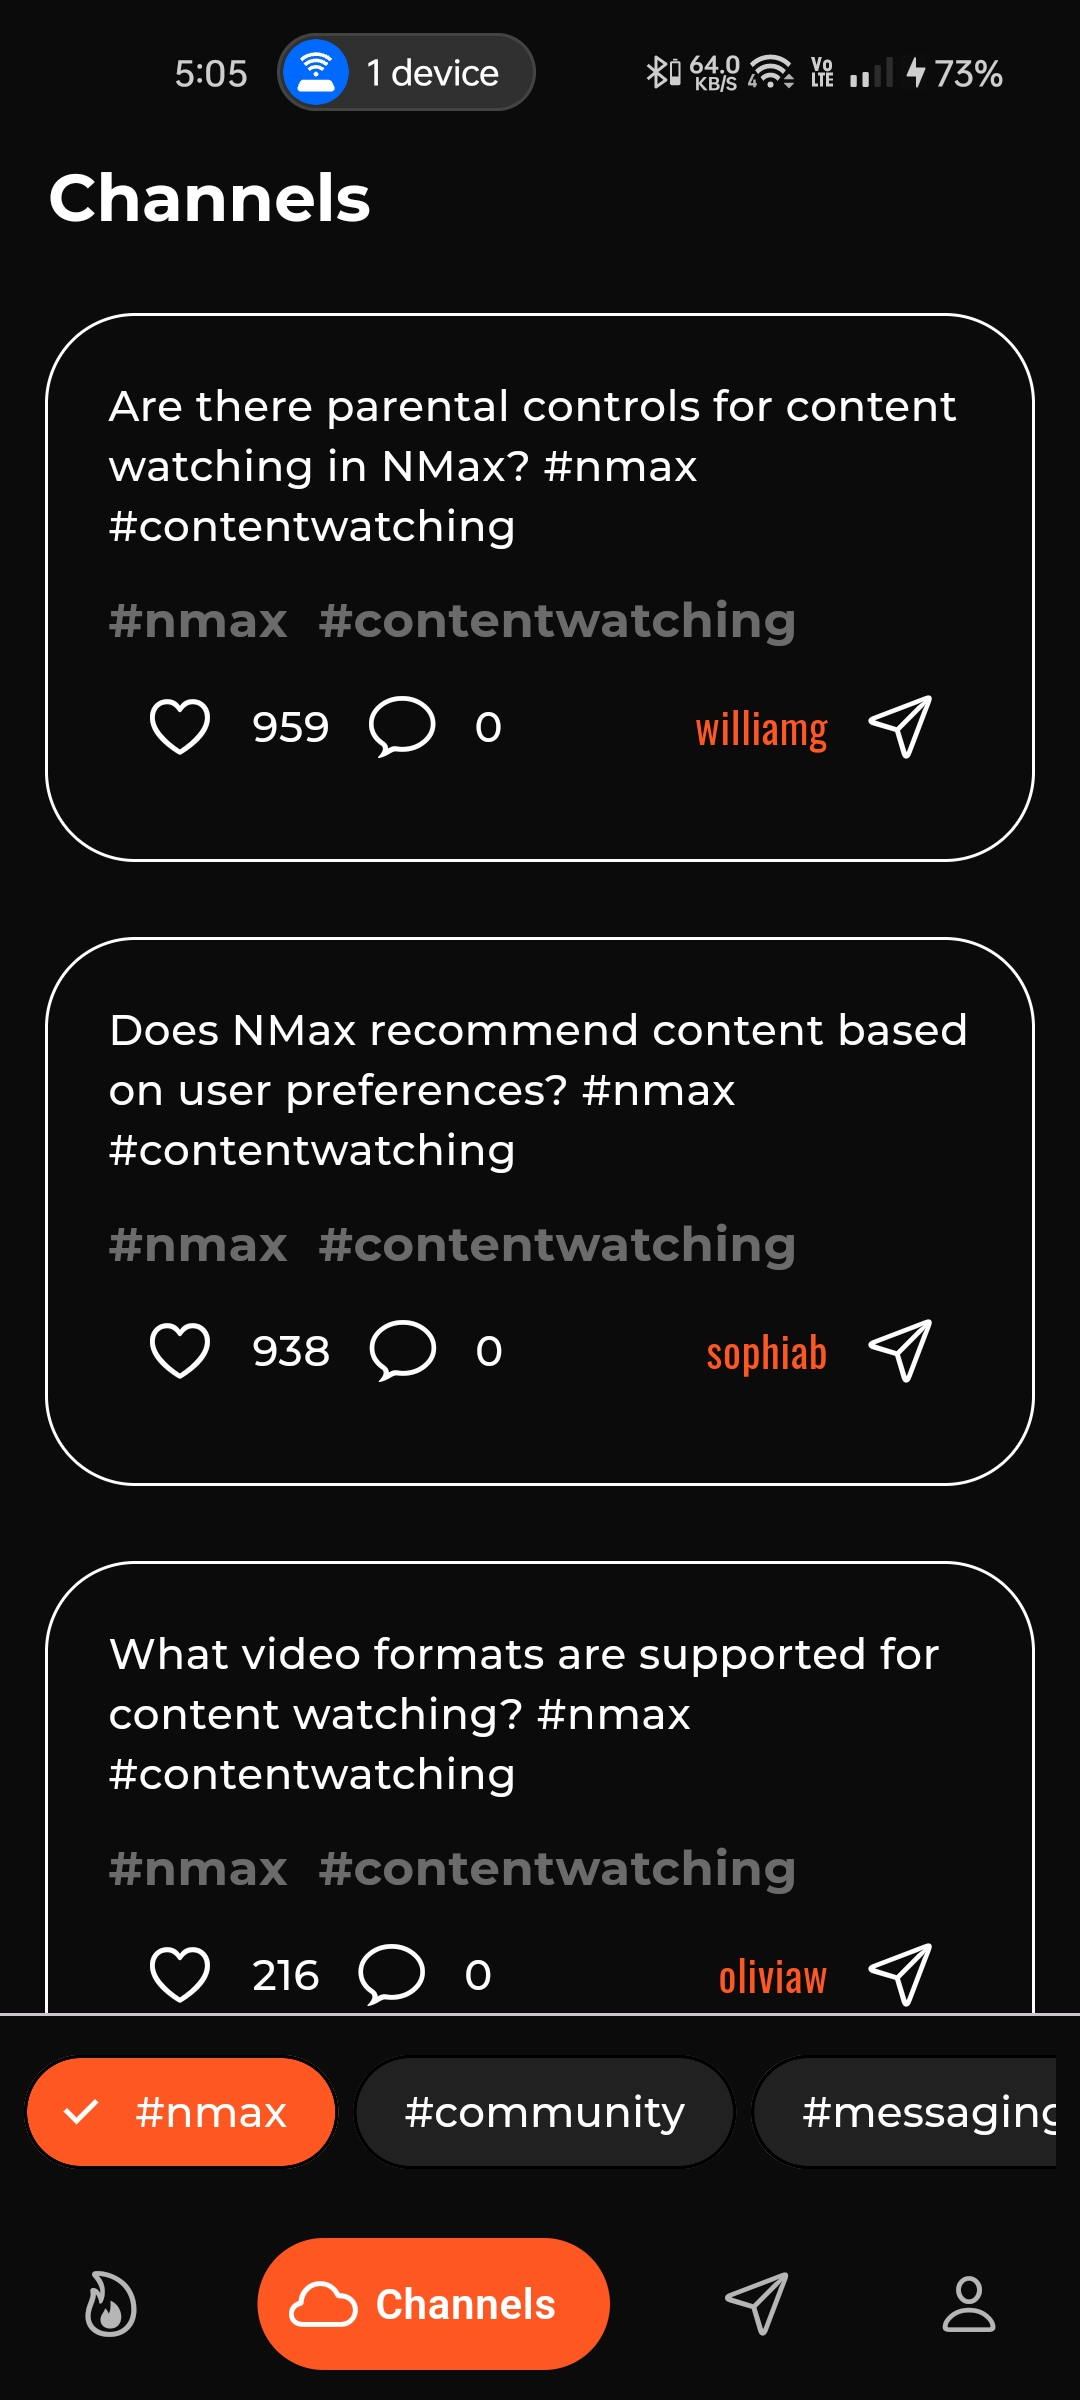 5:05 1 device 64.0 KB/S 4 Vo LTE 73%
Channels
Are there parental controls for content
watching in NMax? #nmax
#contentwatching
#nmax #contentwatching
959 0 williamg
Does NMax recommend content based
on user preferences? #nmax
#contentwatching
#nmax #contentwatching
938 0 sophiab
What video formats are supported for
content watching? #nmax
#contentwatching
#nmax #contentwatching
216 0 oliviaw
#nmax #community #messaging
Channels